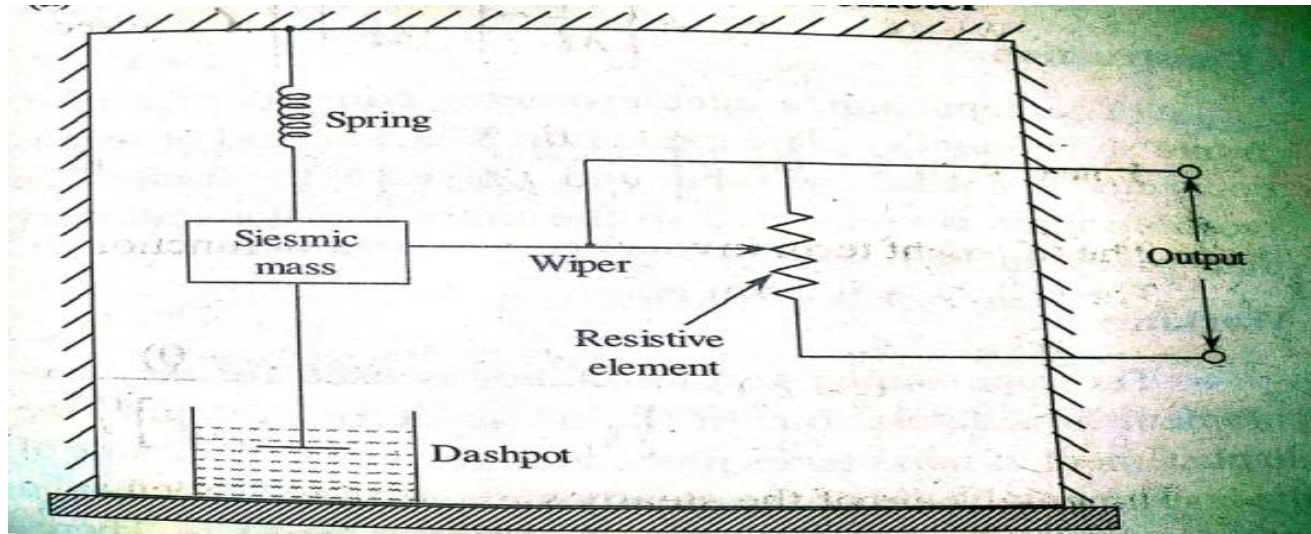 Spring
Siesmic
mass
Wiper
Output
Resistive
element
Dashpot